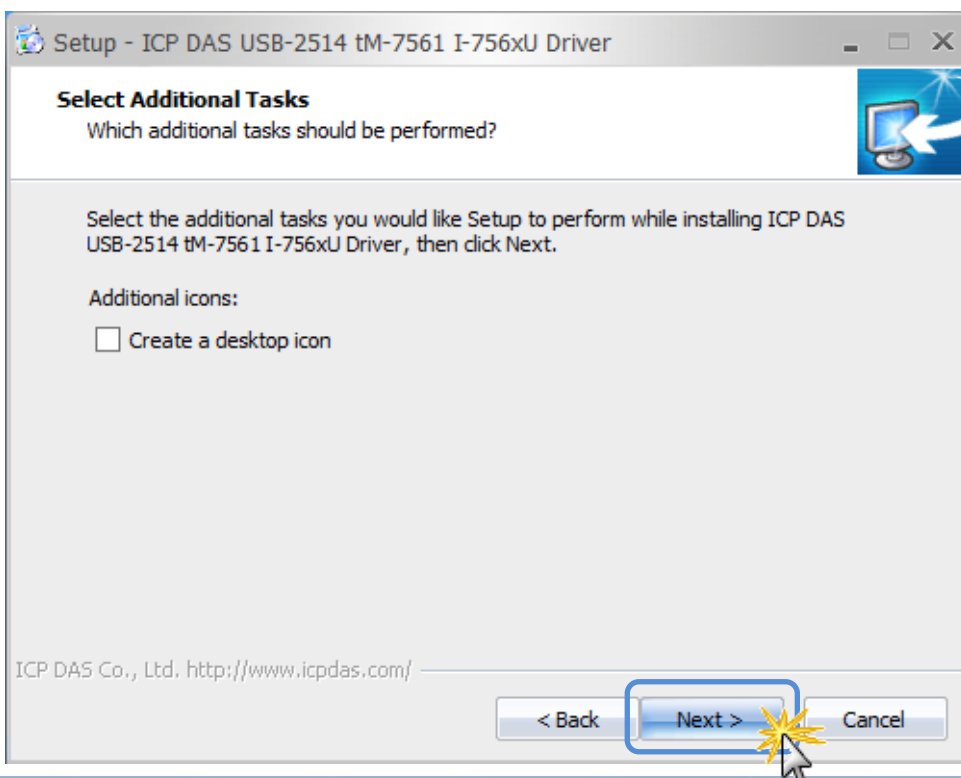 Setup - ICP DAS USB-2514 tM-7561 I-756xU Driver
Select Additional Tasks
Which additional tasks should be performed?
Select the additional tasks you would like Setup to perform while installing ICP DAS
USB-2514 tM-7561 I-756xU Driver, then click Next.
Additional icons:
Create a desktop icon
ICP DAS Co., Ltd. http://www.icpdas.com/
< Back Next > Cancel